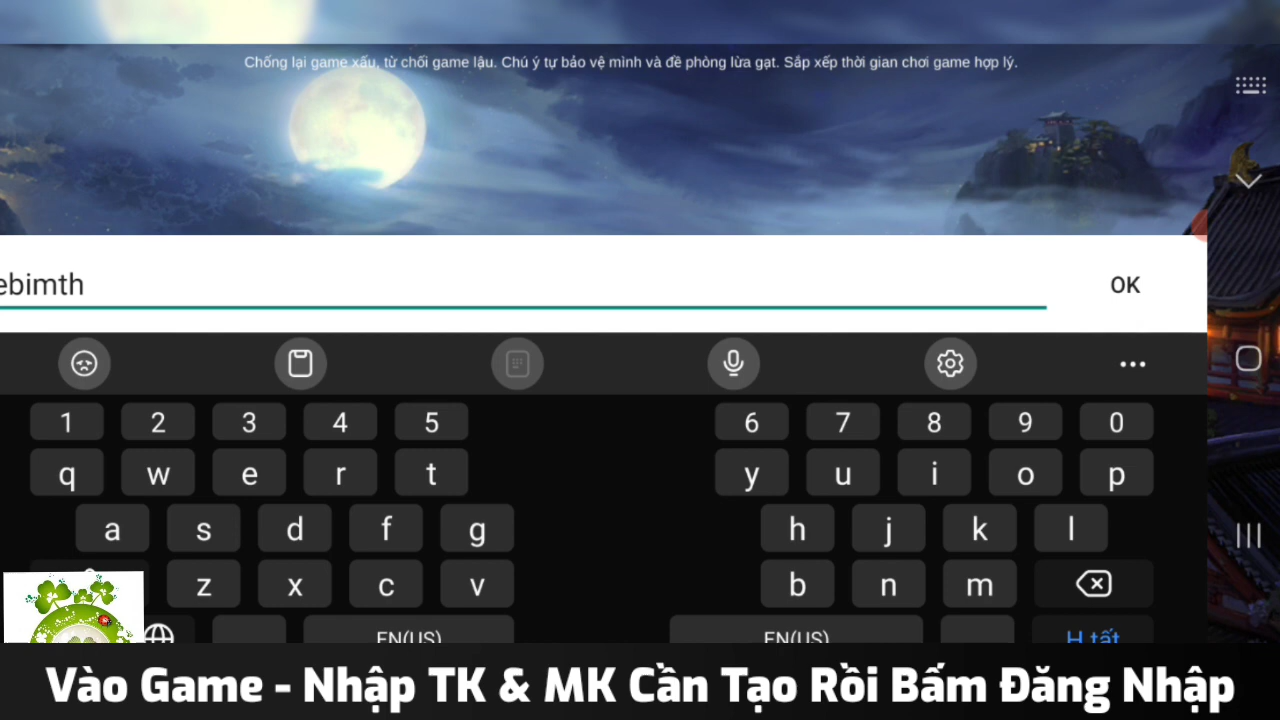 Chống lại game xấu, từ chối game lậu. Chú ý tự bảo vệ mình và đề phòng lừa gạt. Sắp xếp thời gian chơi game hợp lý.
ebimth
OK
1 2 3 4 5 6 7 8 9 0
q w e r t y u i o p
a s d f g h j k l
z x c v b n m
EN(US) EN(US) H.tất
Vào Game - Nhập TK & MK Cần Tạo Rồi Bấm Đăng Nhập